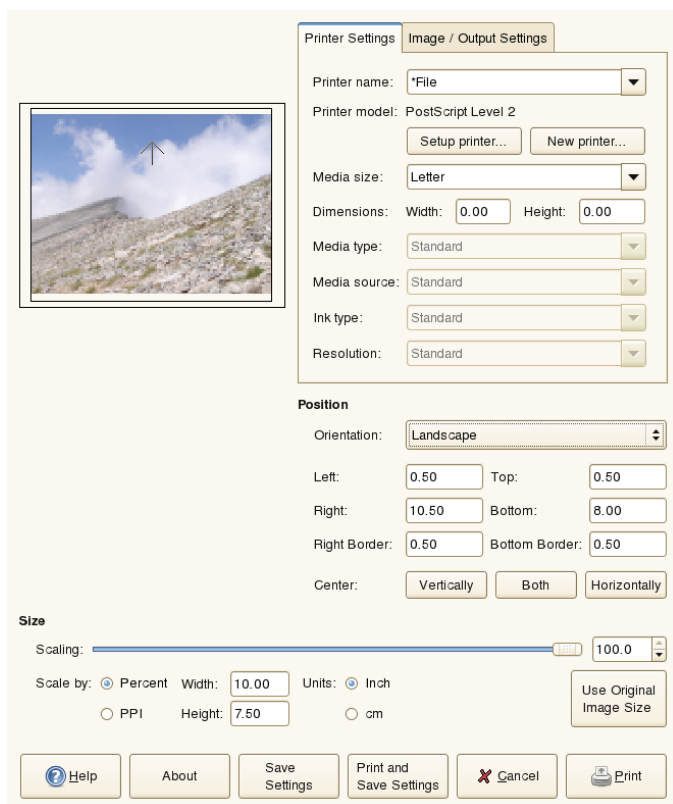 Printer Settings
Image / Output Settings
Printer name: *File
Printer model: PostScript Level 2
Setup printer... New printer...
Media size: Letter
Dimensions: Width: 0.00 Height: 0.00
Media type: Standard
Media source: Standard
Ink type: Standard
Resolution: Standard
Position
Orientation: Landscape
Left: 0.50 Top: 0.50
Right: 10.50 Bottom: 8.00
Right Border: 0.50 Bottom Border: 0.50
Center: Vertically Both Horizontally
Size
Scaling: 100.0
Scale by: Percent Width: 10.00 Units: Inch
PPI Height: 7.50 cm
Use Original
Image Size
Help
About
Save
Settings
Print and
Save Settings
Cancel
Print